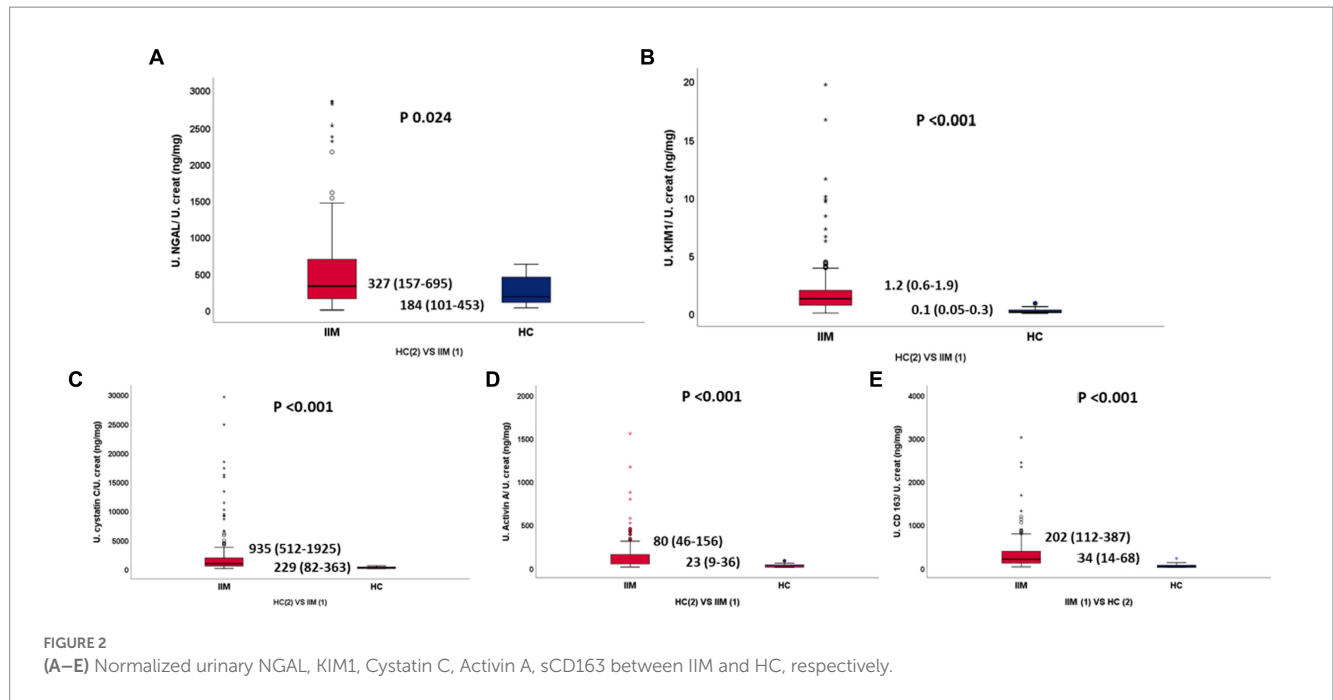 A
U. NGAL/ U. creat (ng/mg)
3000
2500
2000
1500
1000
500
0
P 0.024
327 (157-695)
184 (101-453)
IIM
HC
HC(2) VS IIM (1)
B
U. KIM1/ U. creat (ng/mg)
20
15
10
5
0
P <0.001
1.2 (0.6-1.9)
0.1 (0.05-0.3)
IIM
HC
HC(2) VS IIM (1)
C
U. cystatin C/U. creat (ng/mg)
30000
25000
20000
15000
10000
5000
0
P <0.001
935 (512-1925)
229 (82-363)
IIM
HC
HC(2) VS IIM (1)
D
U. Activin A/ U. creat (ng/mg)
2000
1500
1000
500
0
P <0.001
80 (46-156)
23 (9-36)
IIM
HC
HC(2) VS IIM (1)
E
U. CD 163/ U. creat (ng/mg)
4000
3000
2000
1000
0
P <0.001
202 (112-387)
34 (14-68)
IIM
HC
IIM (1) VS HC (2)
FIGURE 2
(A–E) Normalized urinary NGAL, KIM1, Cystatin C, Activin A, sCD163 between IIM and HC, respectively.